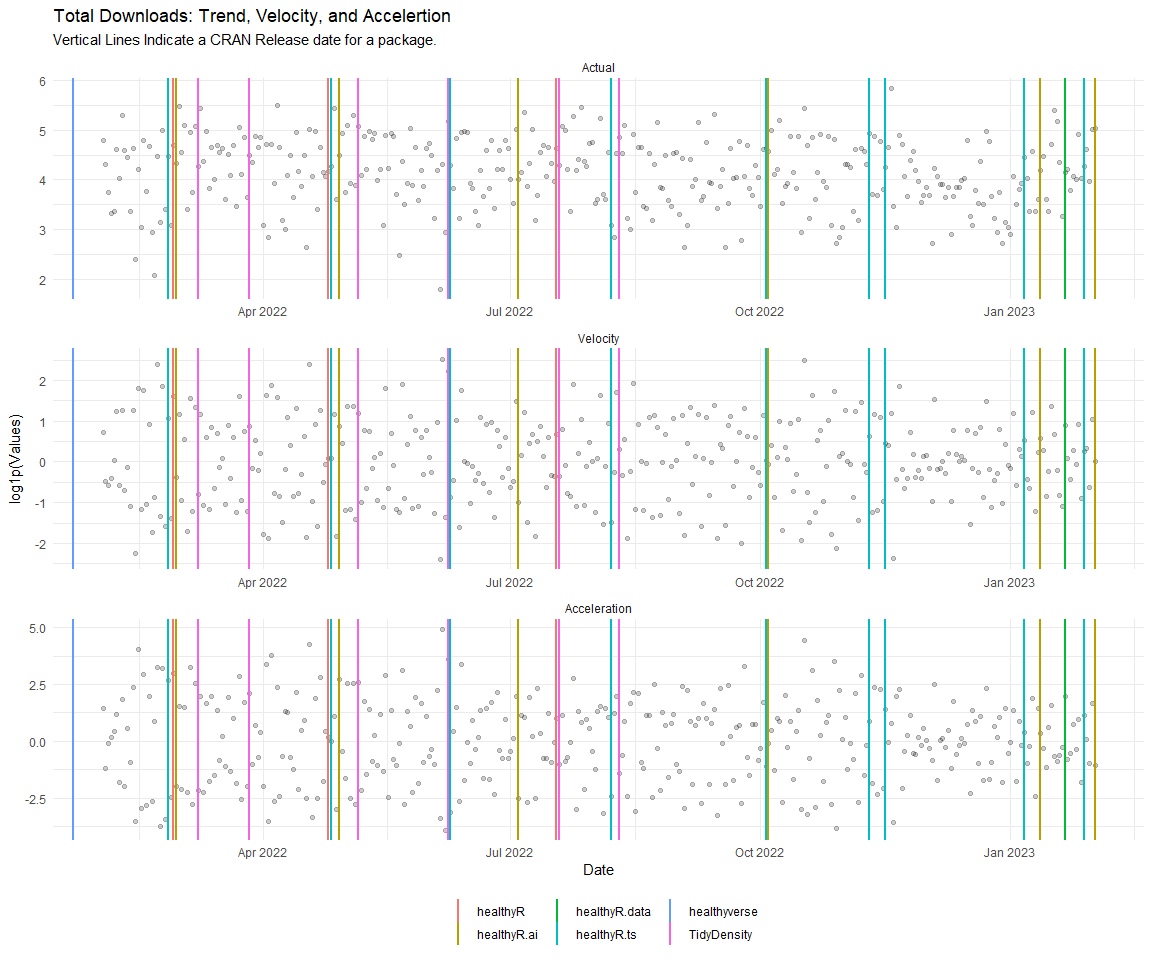 Total Downloads: Trend, Velocity, and Accelertion
Vertical Lines Indicate a CRAN Release date for a package.
Actual
6
5
4
3
2
Apr 2022
Jul 2022
Oct 2022
Jan 2023
Velocity
2
1
0
-1
-2
Apr 2022
Jul 2022
Oct 2022
Jan 2023
log1p(Values)
Acceleration
5.0
2.5
0.0
-2.5
Apr 2022
Jul 2022
Oct 2022
Jan 2023
Date
healthyR
healthyR.data
healthyverse
healthyR.ai
healthyR.ts
TidyDensity